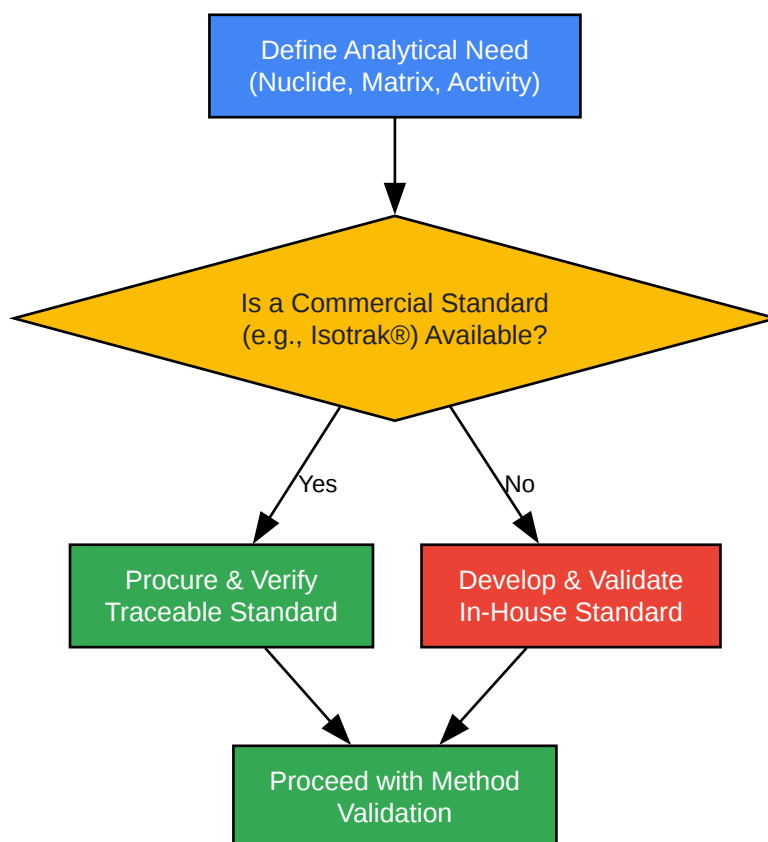 Define Analytical Need
(Nuclide, Matrix, Activity)
Is a Commercial Standard
(e.g., Isotrak®) Available?
Yes
No
Procure & Verify
Traceable Standard
Develop & Validate
In-House Standard
Proceed with Method
Validation